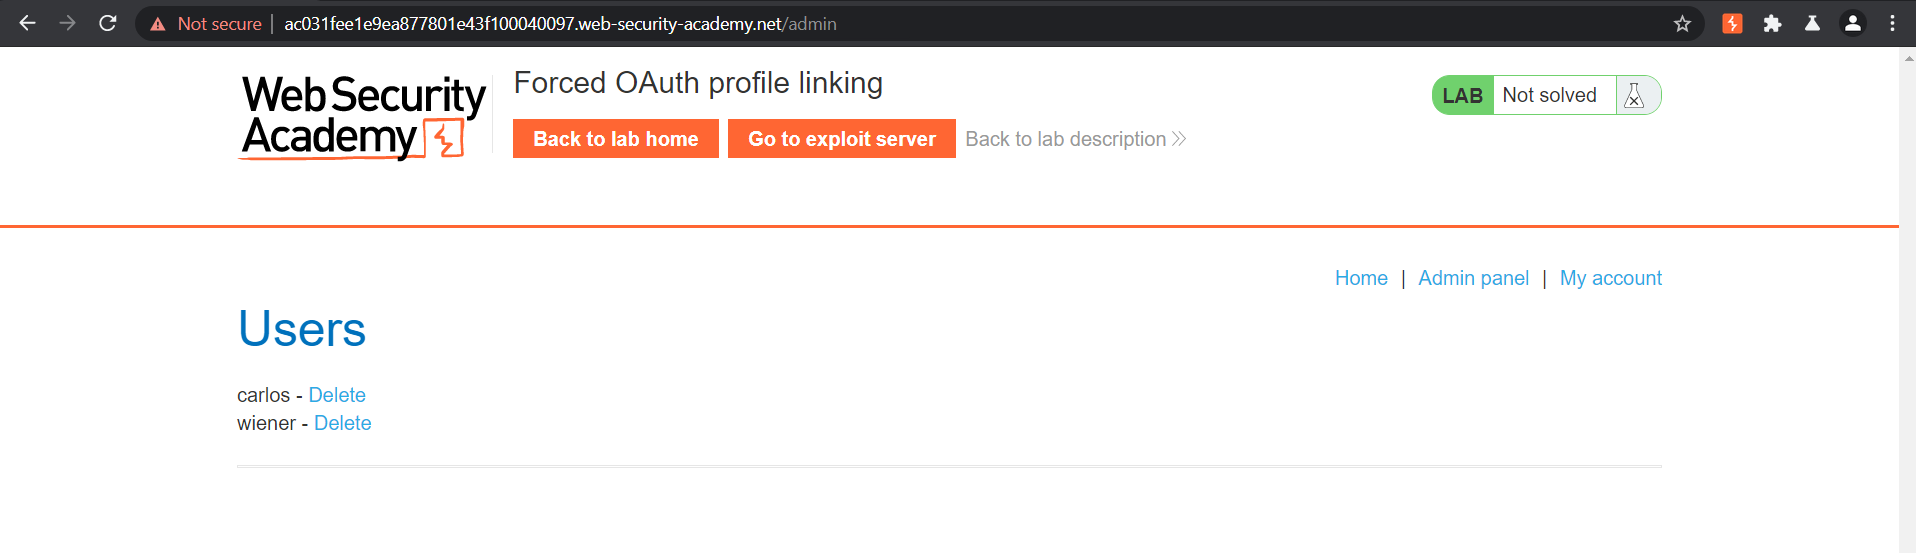 Not secure | ac031fee1e9ea877801e43f100040097.web-security-academy.net/admin
Web Security
Academy
Forced OAuth profile linking
Back to lab home
Go to exploit server
Back to lab description >>
LAB Not solved
Home | Admin panel | My account
Users
carlos - Delete
wiener - Delete